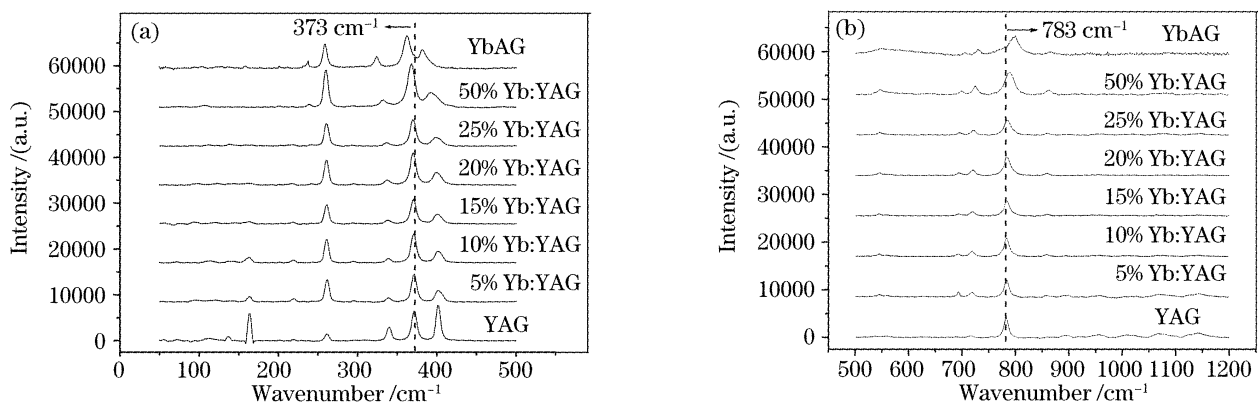 (a)
373 cm⁻¹
YbAG
50% Yb:YAG
25% Yb:YAG
20% Yb:YAG
15% Yb:YAG
10% Yb:YAG
5% Yb:YAG
YAG
60000
50000
40000
30000
20000
10000
0
Intensity /(a.u.)
0 100 200 300 400 500
Wavenumber /cm⁻¹
(b)
783 cm⁻¹
YbAG
50% Yb:YAG
25% Yb:YAG
20% Yb:YAG
15% Yb:YAG
10% Yb:YAG
5% Yb:YAG
YAG
60000
50000
40000
30000
20000
10000
0
Intensity /(a.u.)
500 600 700 800 900 1000 1100 1200
Wavenumber /cm⁻¹